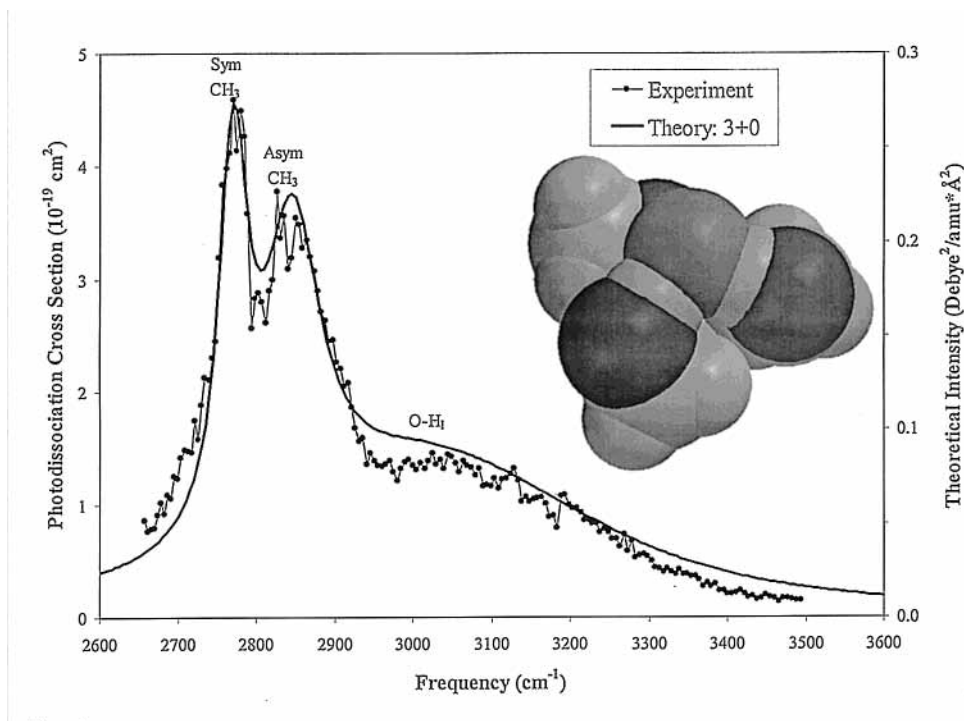 5
4
3
2
1
0
Photodissociation Cross Section (10⁻¹⁹ cm²)
Sym
CH₃
Asym
CH₃
O-H_I
Experiment
Theory: 3+0
0.3
0.2
0.1
0.0
Theoretical Intensity (Debye²/amu*Å²)
2600 2700 2800 2900 3000 3100 3200 3300 3400 3500 3600
Frequency (cm⁻¹)